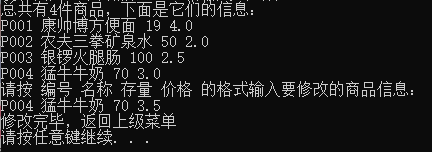 总共有4件商品，下面是它们的信息：
P001 康帅博方便面 19 4.0
P002 农夫三拳矿泉水 50 2.0
P003 银锣火腿肠 100 2.5
P004 猛牛牛奶 70 3.0
请按 编号 名称 存量 价格 的格式输入要修改的商品信息：
P004 猛牛牛奶 70 3.5
修改完毕，返回上级菜单
请按任意键继续. . .